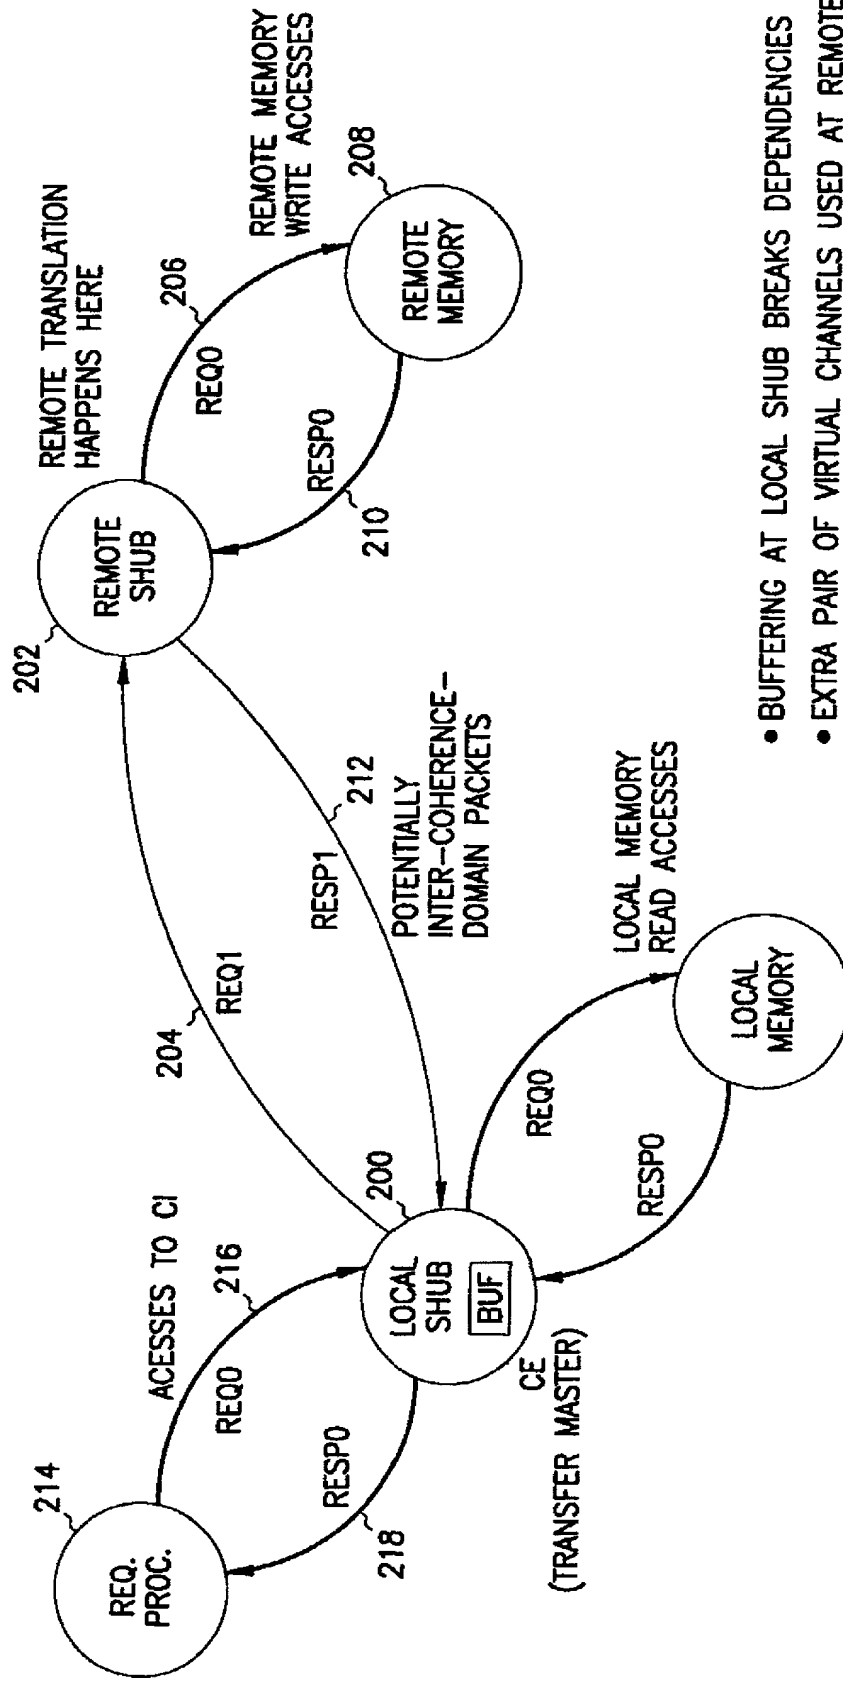 214
REQ.
PROC.
ACESSES TO CI
REQ0
216
RESP0
218
200
LOCAL
SHUB
BUF
CE
(TRANSFER MASTER)
REQ0
RESP0
LOCAL MEMORY
READ ACCESSES
LOCAL
MEMORY
204
REQ1
RESP1
212
POTENTIALLY
INTER-COHERENCE-
DOMAIN PACKETS
202
REMOTE
SHUB
REMOTE TRANSLATION
HAPPENS HERE
REQ0
206
RESP0
210
REMOTE MEMORY
WRITE ACCESSES
208
REMOTE
MEMORY
• BUFFERING AT LOCAL SHUB BREAKS DEPENDENCIES
• EXTRA PAIR OF VIRTUAL CHANNELS USED AT REMOTE